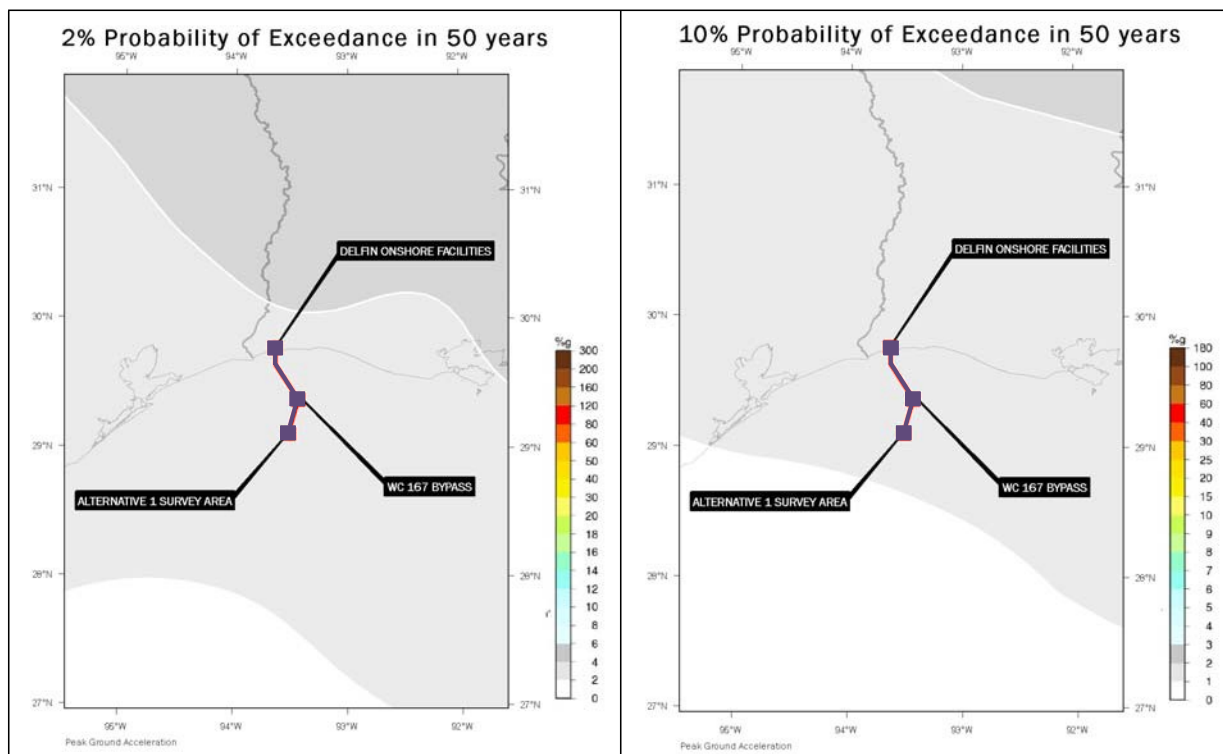 2% Probability of Exceedance in 50 years
95°W 94°W 93°W 92°W
31°N 31°N
DELFIN ONSHORE FACILITIES
30°N 30°N
%g
300
200
160
120
80
60
50
40
30
20
18
16
14
12
10
8
6
4
2
0
29°N 29°N
WC 167 BYPASS
ALTERNATIVE 1 SURVEY AREA
28°N 28°N
27°N 27°N
95°W 94°W 93°W 92°W
Peak Ground Acceleration
10% Probability of Exceedance in 50 years
95°W 94°W 93°W 92°W
31°N 31°N
DELFIN ONSHORE FACILITIES
30°N 30°N
%g
180
100
80
60
40
30
25
20
15
10
9
8
7
6
5
4
3
2
1
0
29°N 29°N
WC 167 BYPASS
ALTERNATIVE 1 SURVEY AREA
28°N 28°N
27°N 27°N
95°W 94°W 93°W 92°W
Peak Ground Acceleration